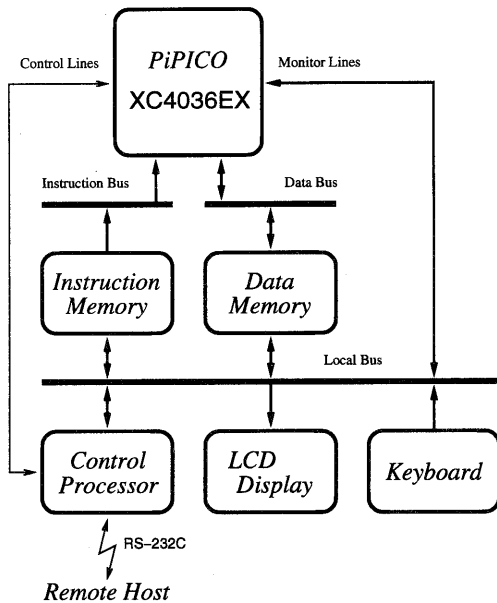 Control Lines
PiPICO
XC4036EX
Monitor Lines
Instruction Bus
Data Bus
Instruction
Memory
Data
Memory
Local Bus
Control
Processor
LCD
Display
Keyboard
RS-232C
Remote Host